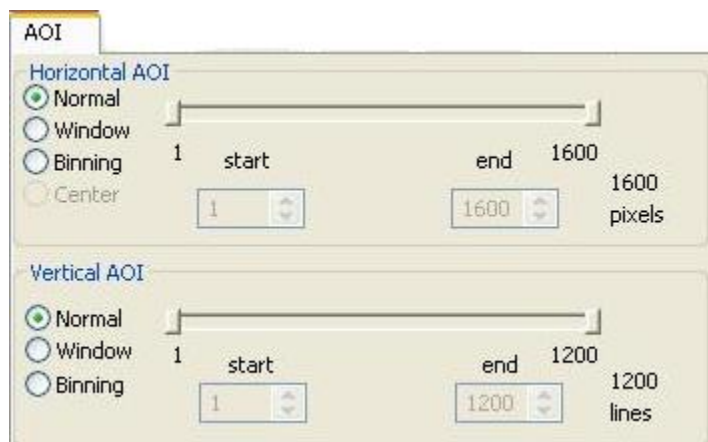 AOI
Horizontal AOI
Normal
Window
Binning
Center
1
start
end
1600
1
1600
1600
pixels
Vertical AOI
Normal
Window
Binning
1
start
end
1200
1
1200
1200
lines